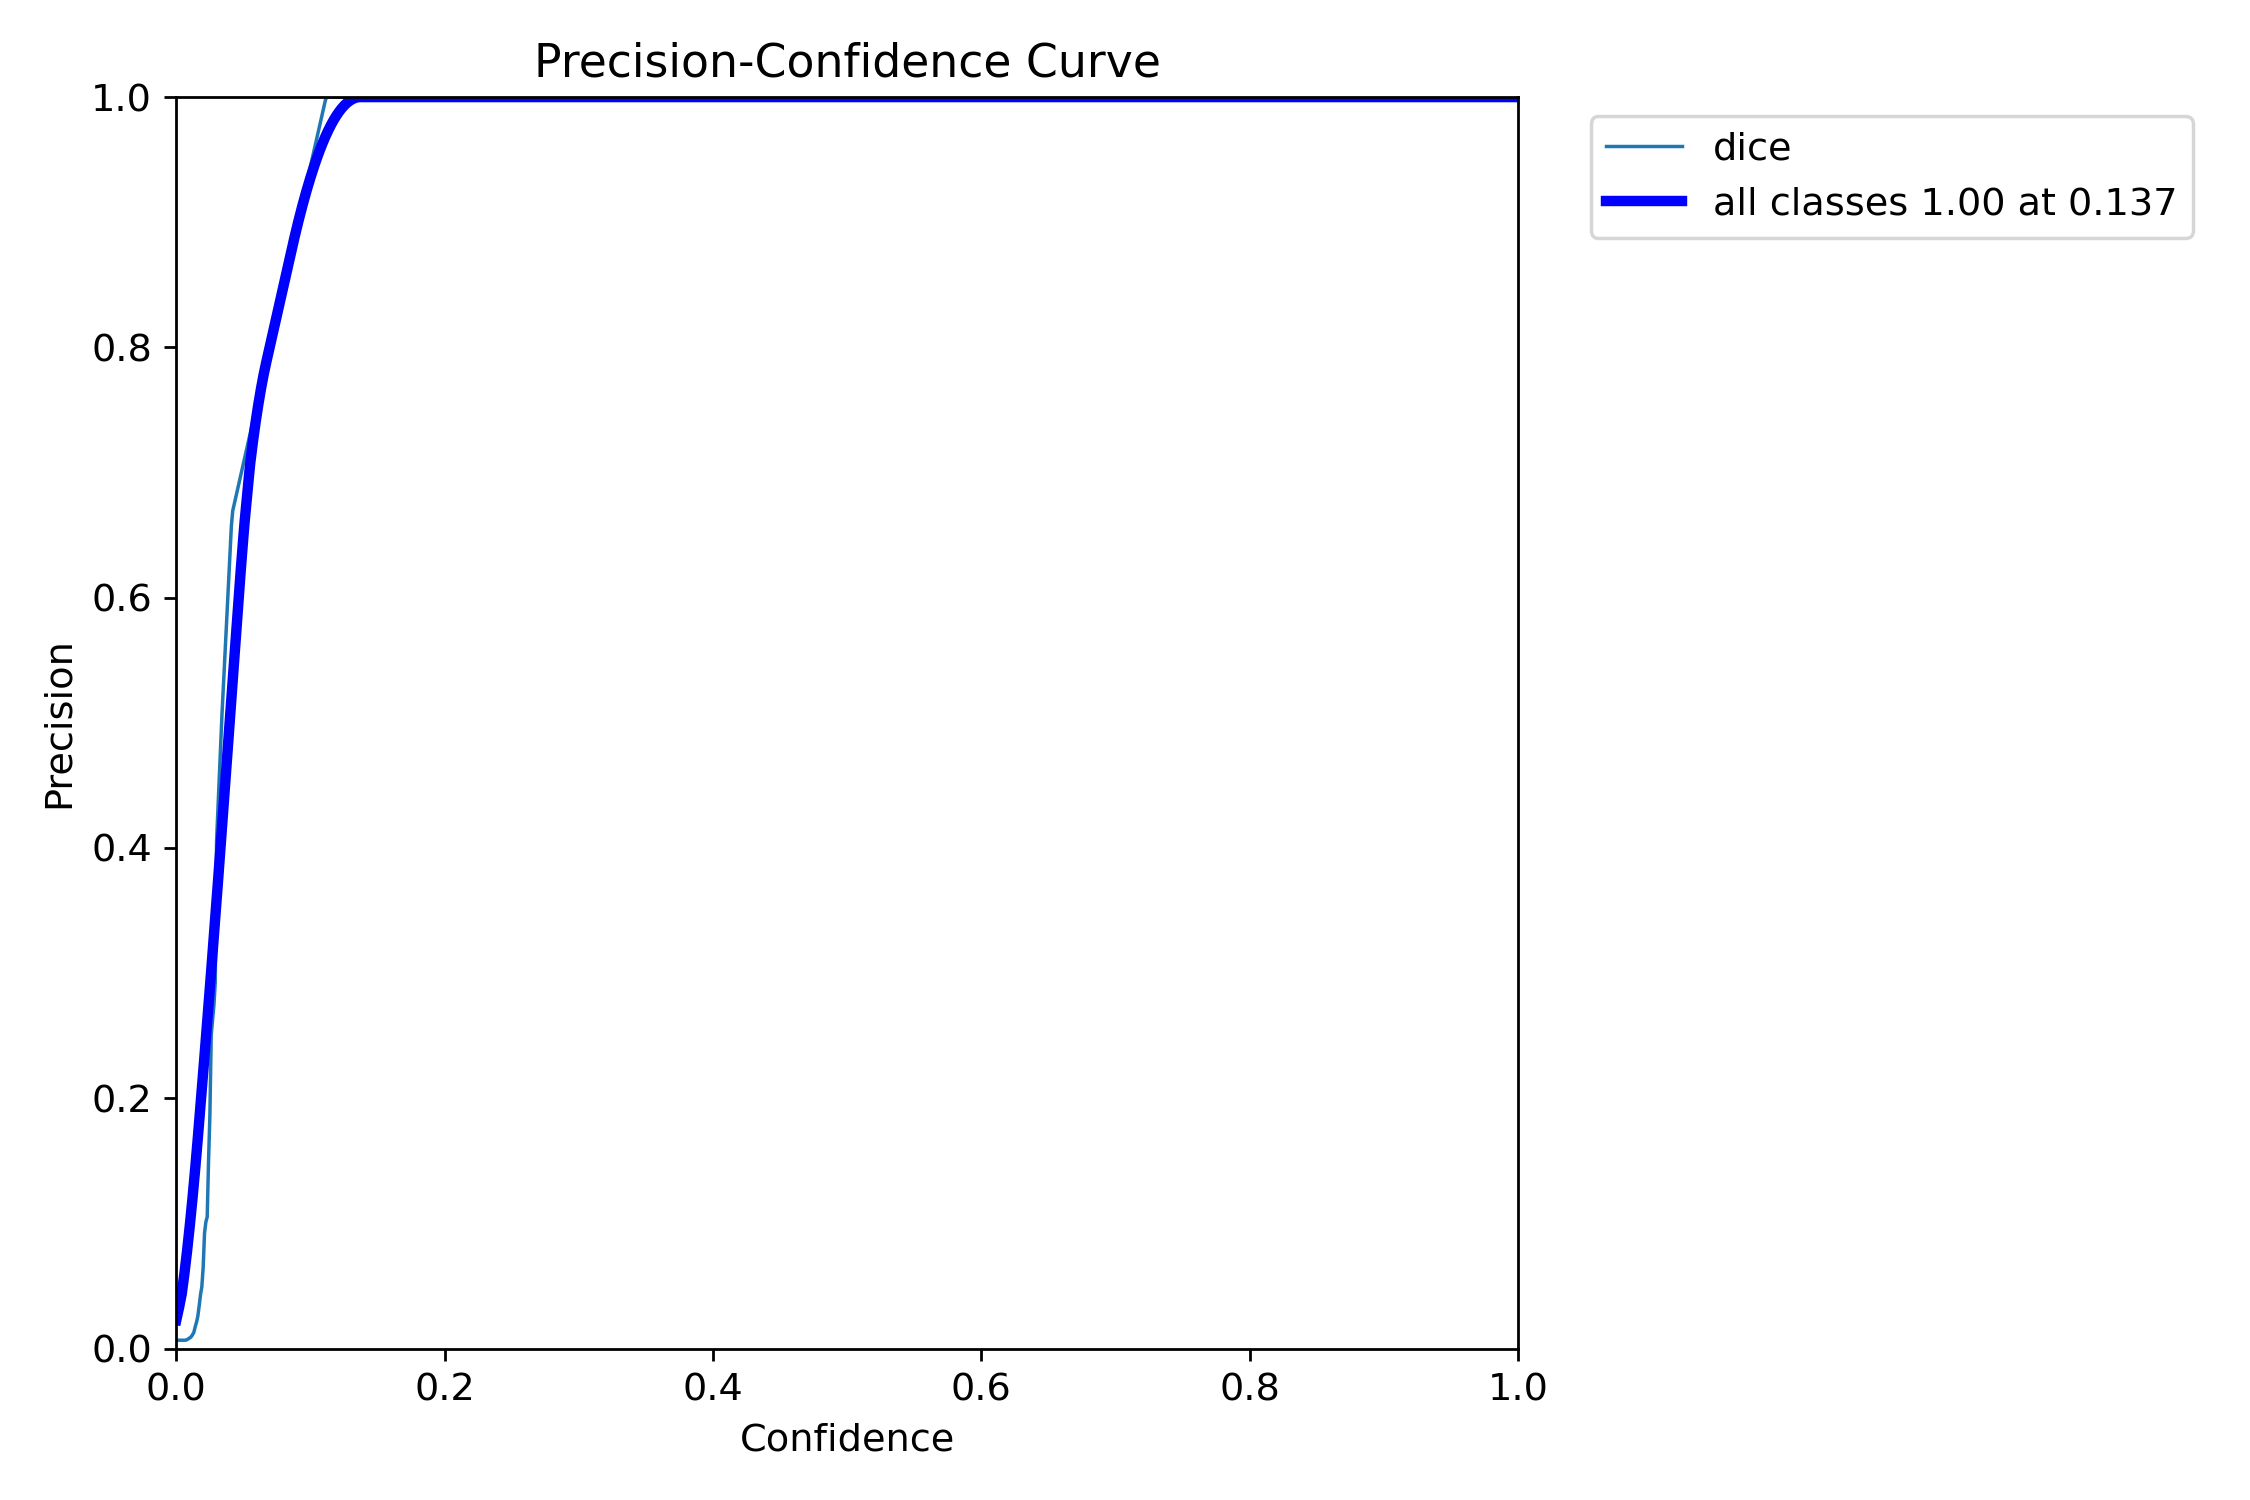 Precision-Confidence Curve
1.0
0.8
0.6
0.4
0.2
0.0
Precision
0.0 0.2 0.4 0.6 0.8 1.0
Confidence
dice
all classes 1.00 at 0.137